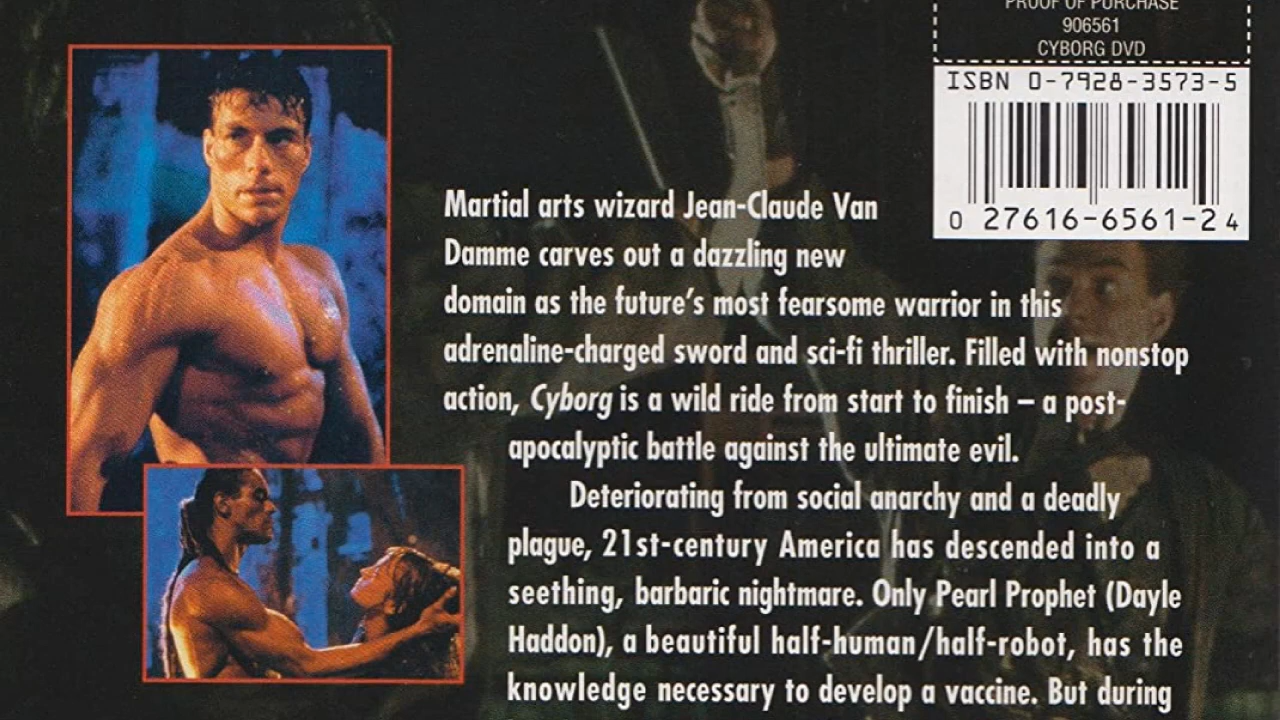 PROOF OF PURCHASE
906561
CYBORG DVD
ISBN 0-7928-3573-5
0 27616-6561-2 4
Martial arts wizard Jean-Claude Van
Damme carves out a dazzling new
domain as the future's most fearsome warrior in this
adrenaline-charged sword and sci-fi thriller. Filled with nonstop
action, Cyborg is a wild ride from start to finish – a post-
apocalyptic battle against the ultimate evil.
Deteriorating from social anarchy and a deadly
plague, 21st-century America has descended into a
seething, barbaric nightmare. Only Pearl Prophet (Dayle
Haddon), a beautiful half-human/half-robot, has the
knowledge necessary to develop a vaccine. But during